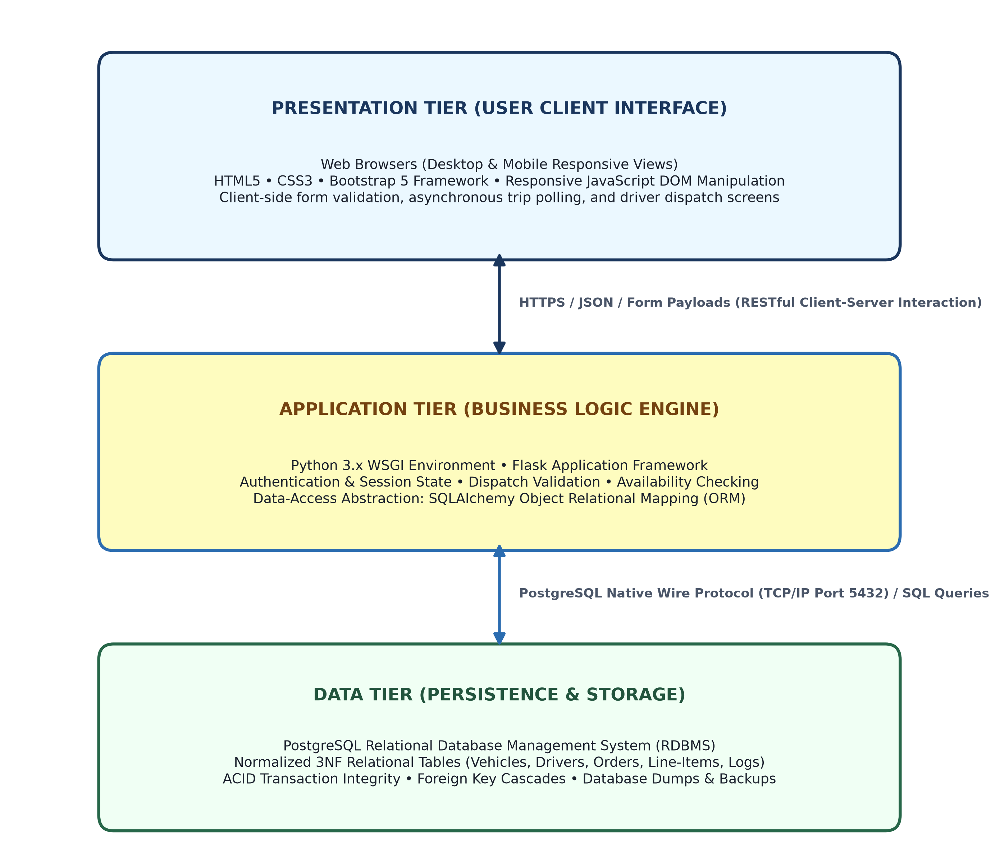 PRESENTATION TIER (USER CLIENT INTERFACE)
Web Browsers (Desktop & Mobile Responsive Views)
HTML5 • CSS3 • Bootstrap 5 Framework • Responsive JavaScript DOM Manipulation
Client-side form validation, asynchronous trip polling, and driver dispatch screens
HTTPS / JSON / Form Payloads (RESTful Client-Server Interaction)
APPLICATION TIER (BUSINESS LOGIC ENGINE)
Python 3.x WSGI Environment • Flask Application Framework
Authentication & Session State • Dispatch Validation • Availability Checking
Data-Access Abstraction: SQLAlchemy Object Relational Mapping (ORM)
PostgreSQL Native Wire Protocol (TCP/IP Port 5432) / SQL Queries
DATA TIER (PERSISTENCE & STORAGE)
PostgreSQL Relational Database Management System (RDBMS)
Normalized 3NF Relational Tables (Vehicles, Drivers, Orders, Line-Items, Logs)
ACID Transaction Integrity • Foreign Key Cascades • Database Dumps & Backups